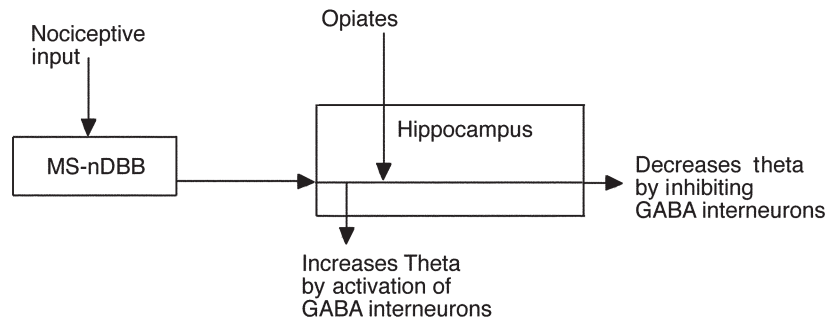 Opiates
Nociceptive
input
Hippocampus
MS-nDBB
Decreases theta
by inhibiting
GABA interneurons
Increases Theta
by activation of
GABA interneurons